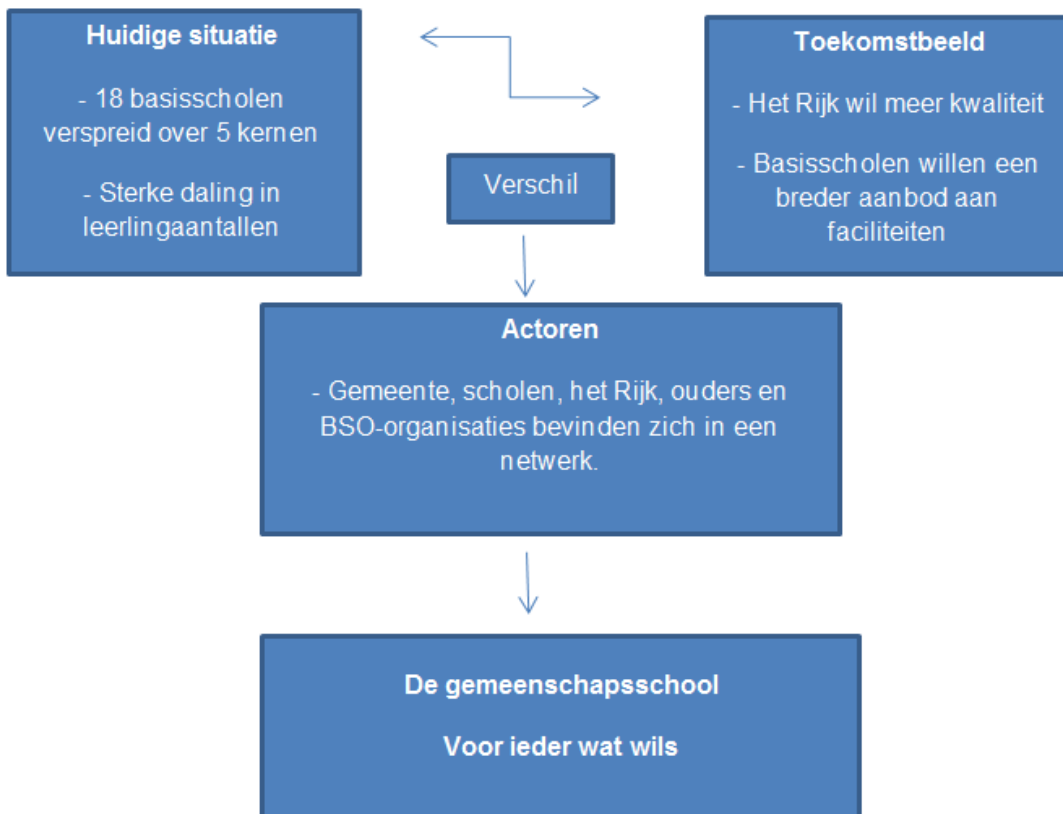 Huidige situatie
- 18 basisscholen
verspreid over 5 kernen
- Sterke daling in
leerlingaantallen
Toekomstbeeld
- Het Rijk wil meer kwaliteit
- Basisscholen willen een
breder aanbod aan
faciliteiten
Verschil
Actoren
- Gemeente, scholen, het Rijk, ouders en
BSO-organisaties bevinden zich in een
netwerk.
De gemeenschapsschool
Voor ieder wat wils